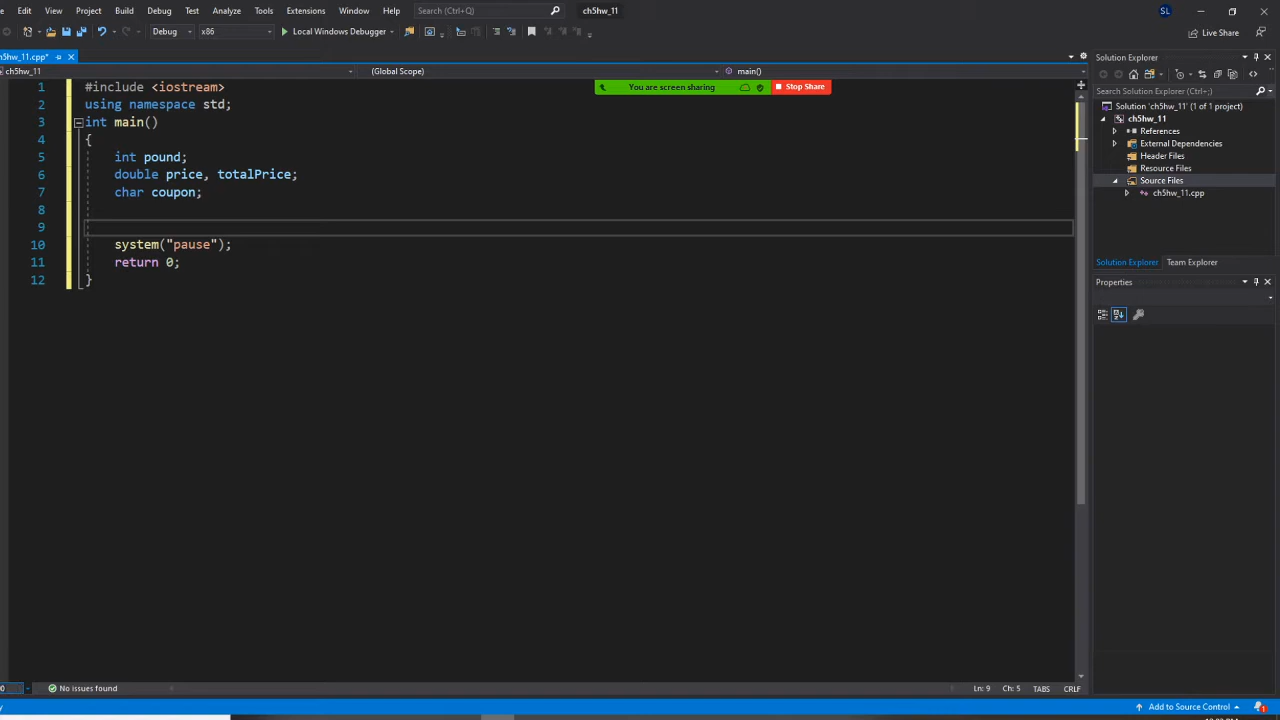 Edit View Project Build Debug Test Analyze Tools Extensions Window Help Search (Ctrl+Q) ch5hw_11 SL
Debug x86 Local Windows Debugger Live Share
ch5hw_11.cpp*
ch5hw_11 (Global Scope) main()
You are screen sharing Stop Share
1 #include <iostream>
2 using namespace std;
3 int main()
4 {
5 int pound;
6 double price, totalPrice;
7 char coupon;
8
9
10 system("pause");
11 return 0;
12 }
Solution Explorer
Search Solution Explorer (Ctrl+;)
Solution 'ch5hw_11' (1 of 1 project)
ch5hw_11
References
External Dependencies
Header Files
Resource Files
Source Files
ch5hw_11.cpp
Solution Explorer Team Explorer
Properties
No issues found Ln: 9 Ch: 5 TABS CRLF
Add to Source Control 1